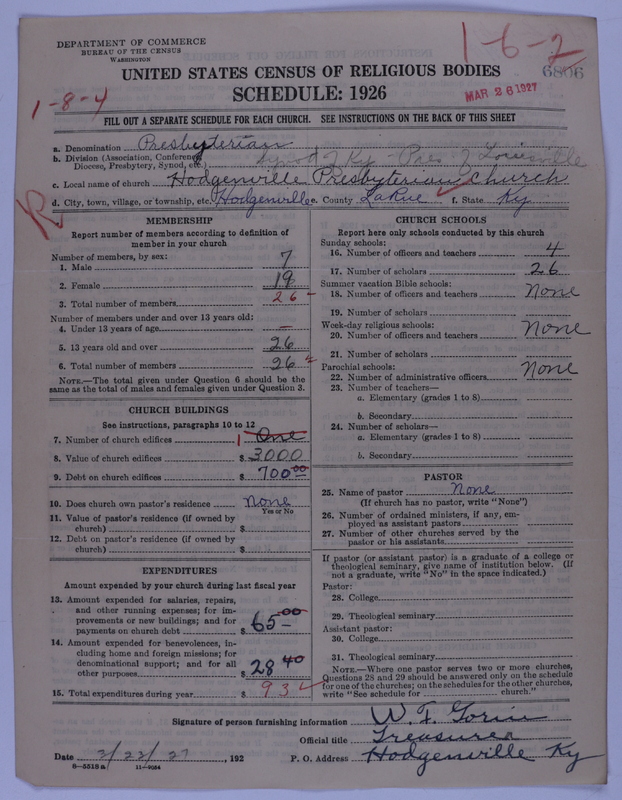 DEPARTMENT OF COMMERCE
BUREAU OF THE CENSUS
WASHINGTON
1-6-2
6806
UNITED STATES CENSUS OF RELIGIOUS BODIES
SCHEDULE: 1926
MAR 26 1927
1-8-4
FILL OUT A SEPARATE SCHEDULE FOR EACH CHURCH. SEE INSTRUCTIONS ON THE BACK OF THIS SHEET
a. Denomination Presbyterian
b. Division (Association, Conference, Diocese, Presbytery, Synod, etc.) Synod of Ky - Pres of Louisville
c. Local name of church Hodgenville Presbyterian Church
d. City, town, village, or township, etc. Hodgenville e. County LaRue f. State Ky
MEMBERSHIP
Report number of members according to definition of
member in your church
Number of members, by sex:
1. Male 7
2. Female 19
3. Total number of members 26
Number of members under and over 13 years old:
4. Under 13 years of age —
5. 13 years old and over 26
6. Total number of members 26
NOTE.—The total given under Question 6 should be the
same as the total of males and females given under Question 3.
CHURCH BUILDINGS
See instructions, paragraphs 10 to 12
7. Number of church edifices 1 One
8. Value of church edifices $ 3000
9. Debt on church edifices $ 700 00
10. Does church own pastor's residence None
Yes or No
11. Value of pastor's residence (if owned by
church) $
12. Debt on pastor's residence (if owned by
church) $
EXPENDITURES
Amount expended by your church during last fiscal year
13. Amount expended for salaries, repairs,
and other running expenses; for im-
provements or new buildings; and for
payments on church debt $ 65 00
14. Amount expended for benevolences, in-
cluding home and foreign missions; for
denominational support; and for all
other purposes $ 28 40
15. Total expenditures during year $ 93
CHURCH SCHOOLS
Report here only schools conducted by this church
Sunday schools:
16. Number of officers and teachers 4
17. Number of scholars 26
Summer vacation Bible schools:
18. Number of officers and teachers None
19. Number of scholars
Week-day religious schools:
20. Number of officers and teachers None
21. Number of scholars
Parochial schools:
22. Number of administrative officers None
23. Number of teachers—
a. Elementary (grades 1 to 8)
b. Secondary
24. Number of scholars—
a. Elementary (grades 1 to 8)
b. Secondary
PASTOR
25. Name of pastor None
(If church has no pastor, write "None")
26. Number of ordained ministers, if any, em-
ployed as assistant pastors
27. Number of other churches served by the
pastor or his assistants
If pastor (or assistant pastor) is a graduate of a college or
theological seminary, give name of institution below. (If
not a graduate, write "No" in the space indicated.)
Pastor:
28. College
29. Theological seminary
Assistant pastor:
30. College
31. Theological seminary
NOTE.—Where one pastor serves two or more churches,
Questions 28 and 29 should be answered only on the schedule
for one of the churches; on the schedules for the other churches,
write "See schedule for church."
Signature of person furnishing information W. F. Gorin
Official title Treasurer
Date 3/22/27, 192 P. O. Address Hodgenville Ky
8-5518a 11-9034